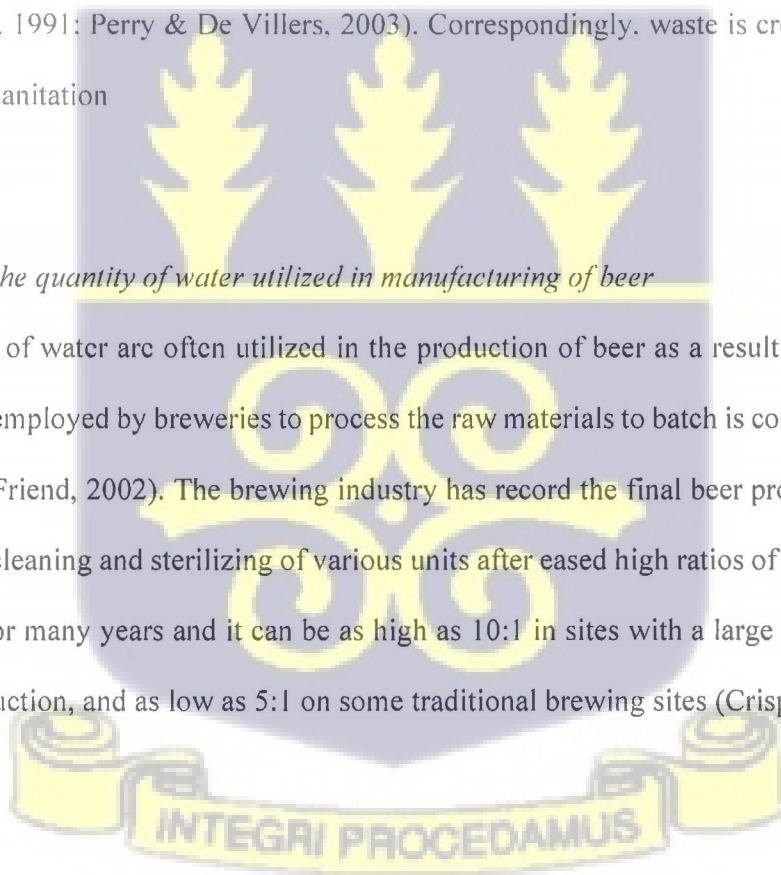 . 1991: Perry & De Villers, 2003). Correspondingly. waste is cr
anitation
he quantity of water utilized in manufacturing of beer
of water are often utilized in the production of beer as a result
employed by breweries to process the raw materials to batch is co
Friend, 2002). The brewing industry has record the final beer pro
cleaning and sterilizing of various units after eased high ratios of
or many years and it can be as high as 10:1 in sites with a large
uction, and as low as 5:1 on some traditional brewing sites (Crisp
INTEGRI PROCEDAMUS